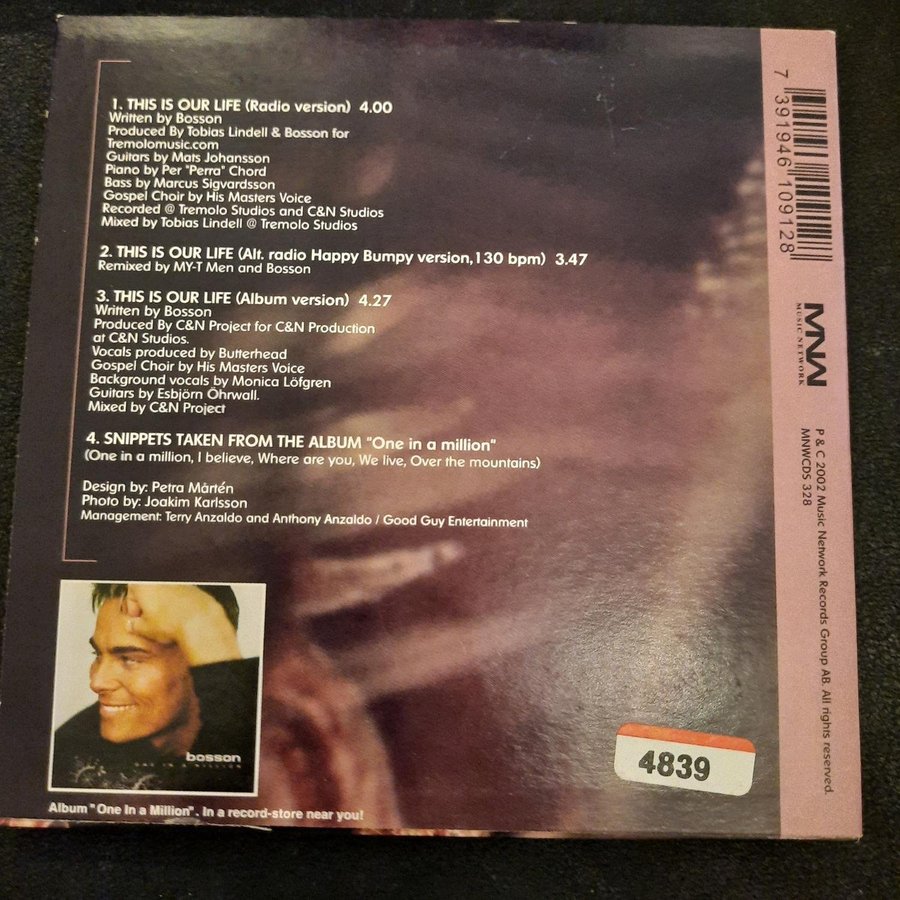 1. THIS IS OUR LIFE (Radio version) 4.00
Written by Bosson
Produced By Tobias Lindell & Bosson for
Tremolomusic.com
Guitars by Mats Johansson
Piano by Per "Perra" Chord
Bass by Marcus Sigvardsson
Gospel Choir by His Masters Voice
Recorded @ Tremolo Studios and C&N Studios
Mixed by Tobias Lindell @ Tremolo Studios
2. THIS IS OUR LIFE (Alt. radio Happy Bumpy version,130 bpm) 3.47
Remixed by MY-T Men and Bosson
3. THIS IS OUR LIFE (Album version) 4.27
Written by Bosson
Produced By C&N Project for C&N Production
at C&N Studios.
Vocals produced by Butterhead
Gospel Choir by His Masters Voice
Background vocals by Monica Löfgren
Guitars by Esbjörn Öhrwall.
Mixed by C&N Project
4. SNIPPETS TAKEN FROM THE ALBUM "One in a million"
(One in a million, I believe, Where are you, We live, Over the mountains)
Design by: Petra Mårtén
Photo by: Joakim Karlsson
Management: Terry Anzaldo and Anthony Anzaldo / Good Guy Entertainment
bosson
ONE IN A MILLION
Album "One In a Million". In a record-store near you!
4839
7 391946 109128
MNW
MUSIC NETWORK
P & C 2002 Music Network Records Group AB. All rights reserved.
MNWCDS 328